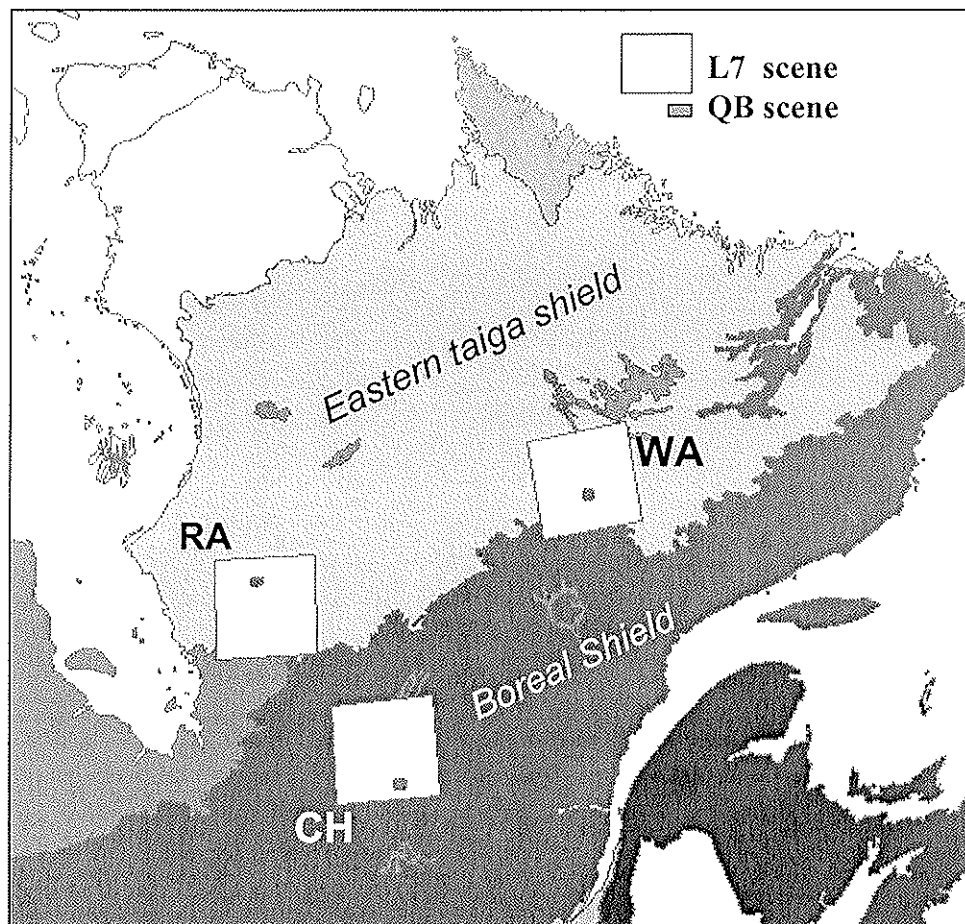 L7 scene
QB scene
Eastern taiga shield
WA
RA
Boreal Shield
CH